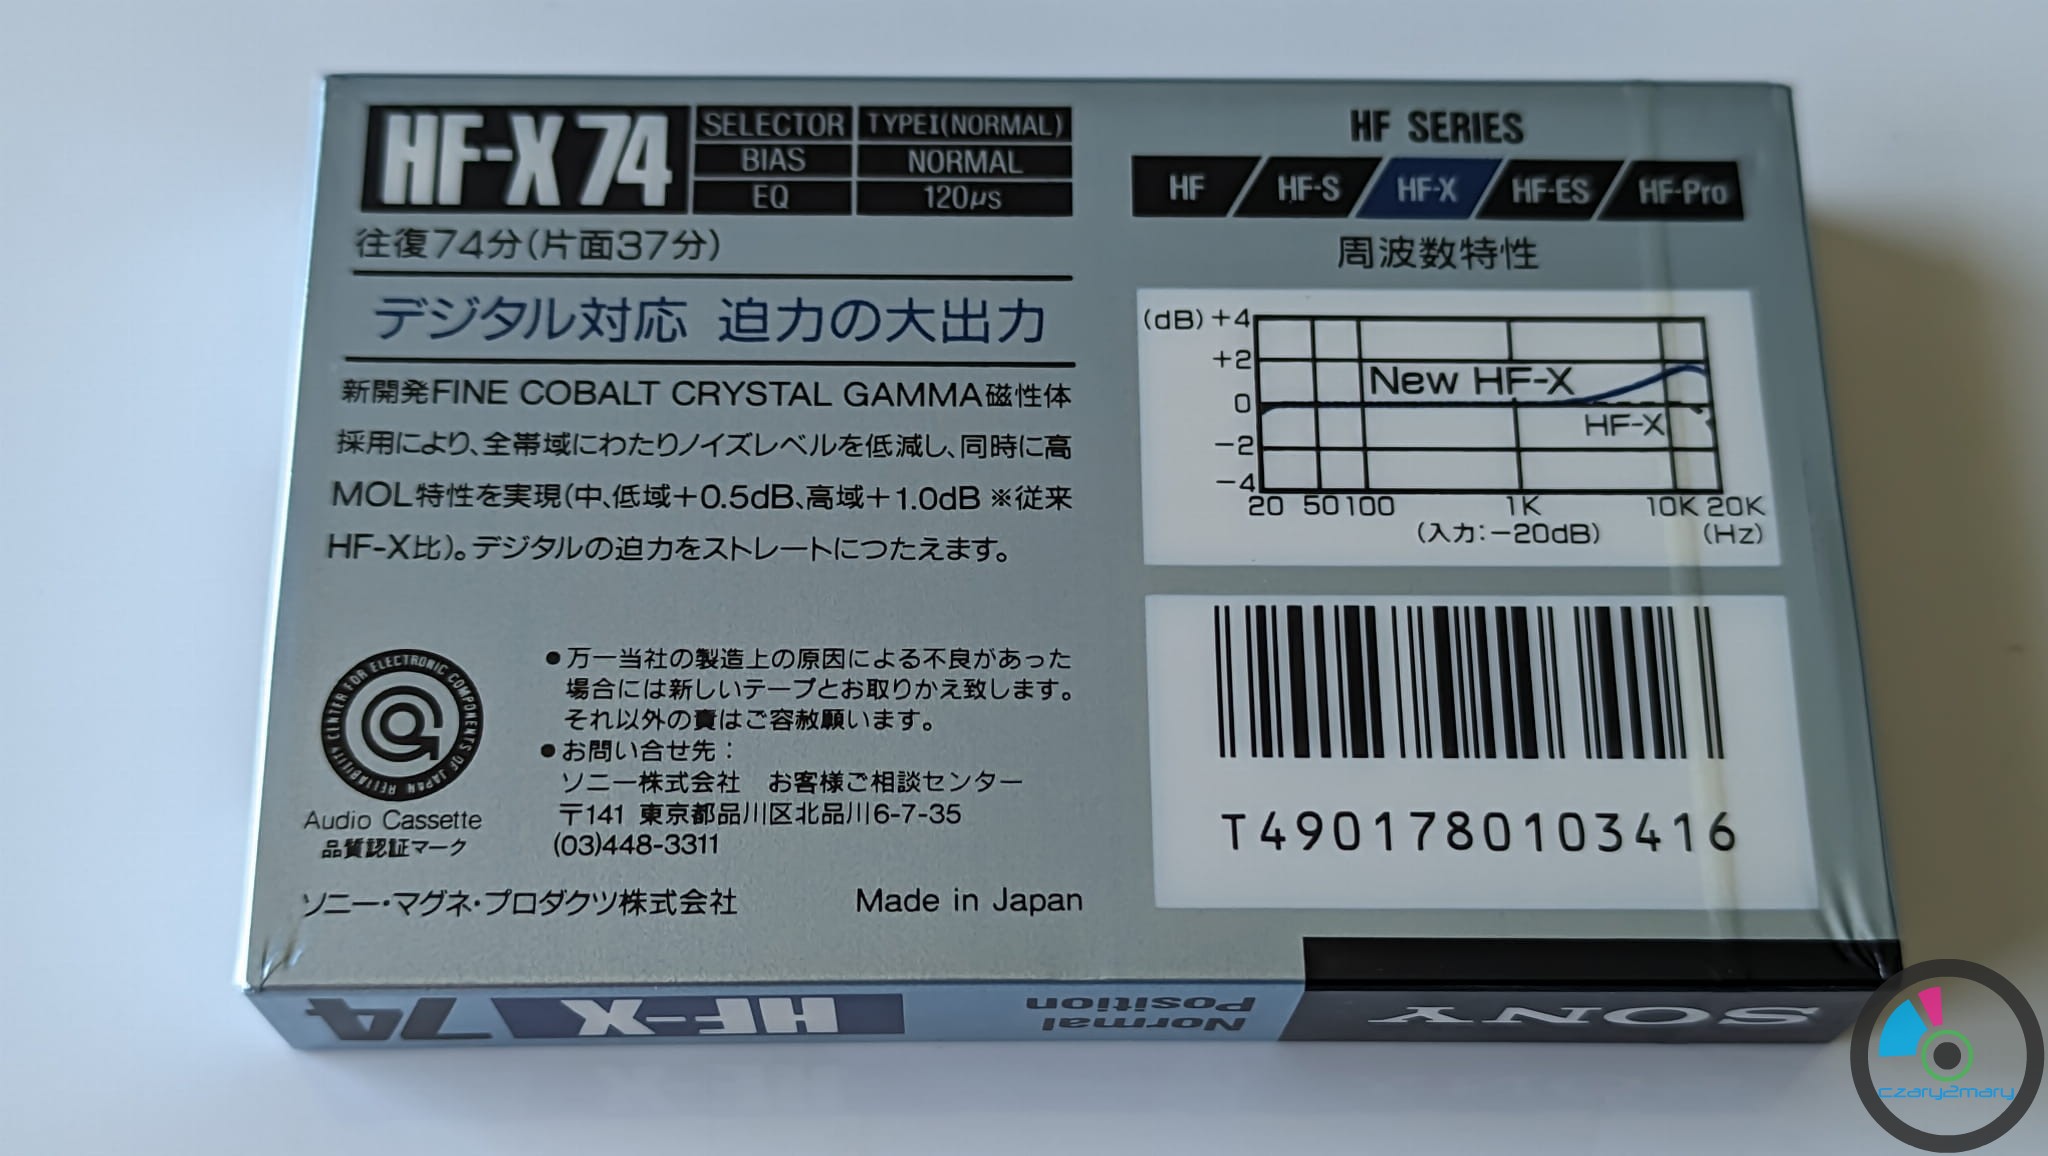 HF-X 74
SELECTOR TYPEI(NORMAL)
BIAS NORMAL
EQ 120μs
往復74分(片面37分)
デジタル対応 迫力の大出力
新開発FINE COBALT CRYSTAL GAMMA磁性体
採用により、全帯域にわたりノイズレベルを低減し、同時に高
MOL特性を実現(中、低域+0.5dB、高域+1.0dB ※従来
HF-X比)。デジタルの迫力をストレートにつたえます。
CENTER FOR ELECTRONIC COMPONENTS OF JAPAN RELIABILITY
Audio Cassette
品質認証マーク
●万一当社の製造上の原因による不良があった
場合には新しいテープとお取りかえ致します。
それ以外の責はご容赦願います。
●お問い合せ先:
ソニー株式会社 お客様ご相談センター
〒141 東京都品川区北品川6-7-35
(03)448-3311
ソニー・マグネ・プロダクツ株式会社 Made in Japan
HF SERIES
HF HF-S HF-X HF-ES HF-Pro
周波数特性
(dB) +4
+2
0
-2
-4
New HF-X
HF-X
20 50 100 1K 10K 20K
(入力:-20dB) (Hz)
T4901780103416
SONY
Normal
Position
HF-X
74
czary2mary